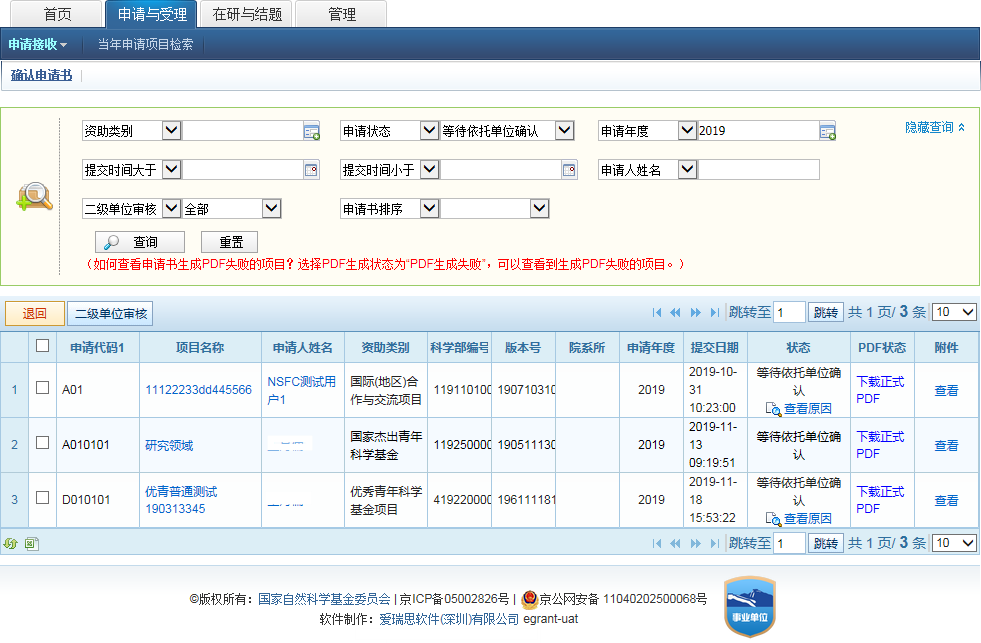 首页 申请与受理 在研与结题 管理
申请接收 当年申请项目检索
确认申请书
资助类别 申请状态 等待依托单位确认 申请年度 2019 隐藏查询
提交时间大于 提交时间小于 申请人姓名
二级单位审核 全部 申请书排序
查询 重置
（如何查看申请书生成PDF失败的项目？选择PDF生成状态为“PDF生成失败”，可以查看到生成PDF失败的项目。）
退回 二级单位审核 跳转至 1 跳转 共 1 页/ 3 条 10
申请代码1 项目名称 申请人姓名 资助类别 科学部编号 版本号 院系所 申请年度 提交日期 状态 PDF状态 附件
1 A01 11122233dd445566 NSFC测试用户1 国际(地区)合作与交流项目 119110100 190710310 2019 2019-10-31 10:23:00 等待依托单位确认 查看原因 下载正式PDF 查看
2 A010101 研究领域 国家杰出青年科学基金 119250000 190511130 2019 2019-11-13 09:19:51 等待依托单位确认 下载正式PDF 查看
3 D010101 优青普通测试190313345 优秀青年科学基金项目 419220000 196111181 2019 2019-11-18 15:53:22 等待依托单位确认 查看原因 下载正式PDF 查看
跳转至 1 跳转 共 1 页/ 3 条 10
©版权所有：国家自然科学基金委员会 | 京ICP备05002826号 | 京公网安备 11040202500068号
软件制作：爱瑞思软件(深圳)有限公司 egrant-uat
事业单位